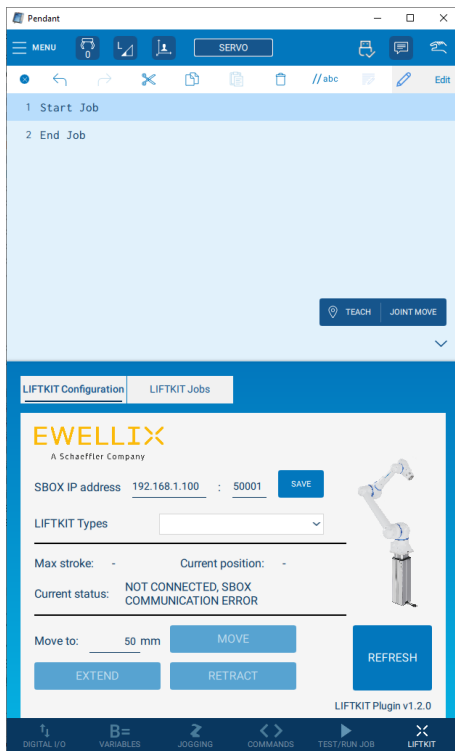 Pendant
MENU
0
SERVO
//abc
Edit
1 Start Job
2 End Job
TEACH
JOINT MOVE
LIFTKIT Configuration
LIFTKIT Jobs
EWELLIX
A Schaeffler Company
SBOX IP address 192.168.1.100 : 50001 SAVE
LIFTKIT Types
Max stroke: - Current position: -
Current status: NOT CONNECTED, SBOX
COMMUNICATION ERROR
Move to: 50 mm MOVE
EXTEND RETRACT
REFRESH
LIFTKIT Plugin v1.2.0
B=
DIGITAL I/O VARIABLES JOGGING COMMANDS TEST/RUN JOB LIFTKIT